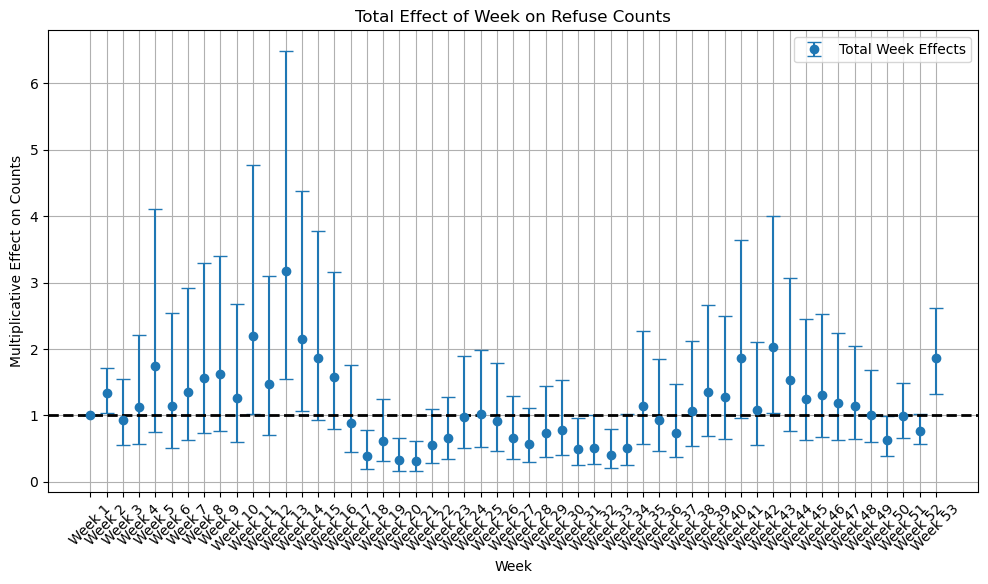 Total Effect of Week on Refuse Counts
Total Week Effects
Multiplicative Effect on Counts
6
5
4
3
2
1
0
Week 1
Week 2
Week 3
Week 4
Week 5
Week 6
Week 7
Week 8
Week 9
Week 10
Week 11
Week 12
Week 13
Week 14
Week 15
Week 16
Week 17
Week 18
Week 19
Week 20
Week 21
Week 22
Week 23
Week 24
Week 25
Week 26
Week 27
Week 28
Week 29
Week 30
Week 31
Week 32
Week 33
Week 34
Week 35
Week 36
Week 37
Week 38
Week 39
Week 40
Week 41
Week 42
Week 43
Week 44
Week 45
Week 46
Week 47
Week 48
Week 49
Week 50
Week 51
Week 52
Week 53
Week